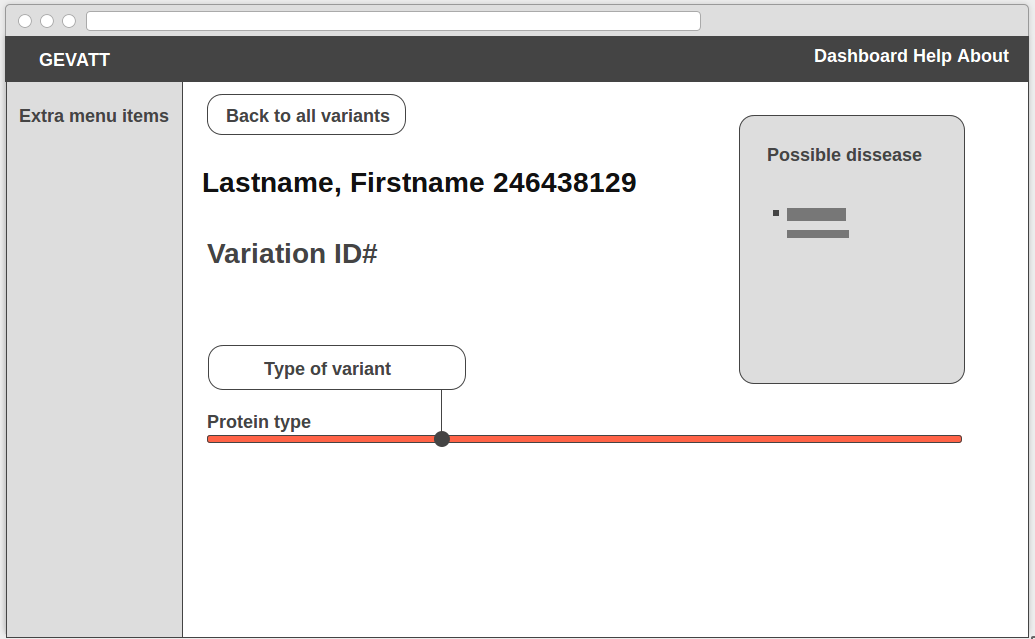 GEVATT
Dashboard Help About
Extra menu items
Back to all variants
Lastname, Firstname 246438129
Variation ID#
Possible dissease
Type of variant
Protein type